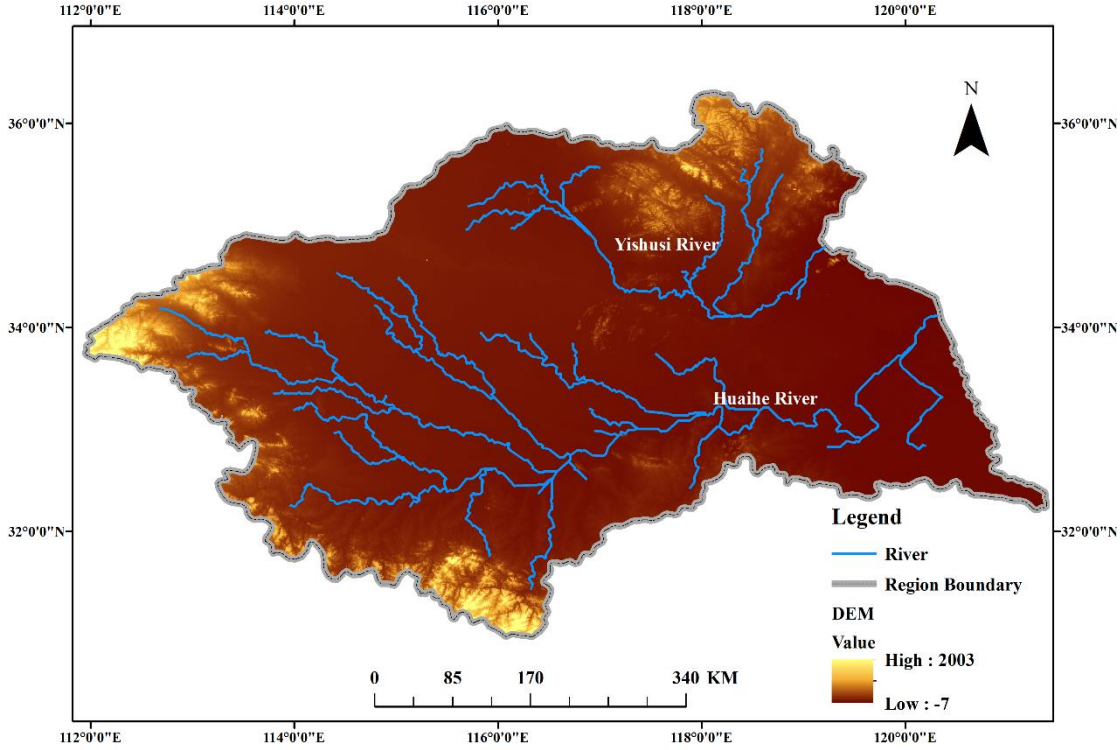 112°0'0"E 114°0'0"E 116°0'0"E 118°0'0"E 120°0'0"E
N
36°0'0"N 36°0'0"N
Yishusi River
34°0'0"N 34°0'0"N
Huaihe River
32°0'0"N 32°0'0"N
Legend
River
Region Boundary
DEM
Value
High : 2003
Low : -7
0 85 170 340 KM
112°0'0"E 114°0'0"E 116°0'0"E 118°0'0"E 120°0'0"E